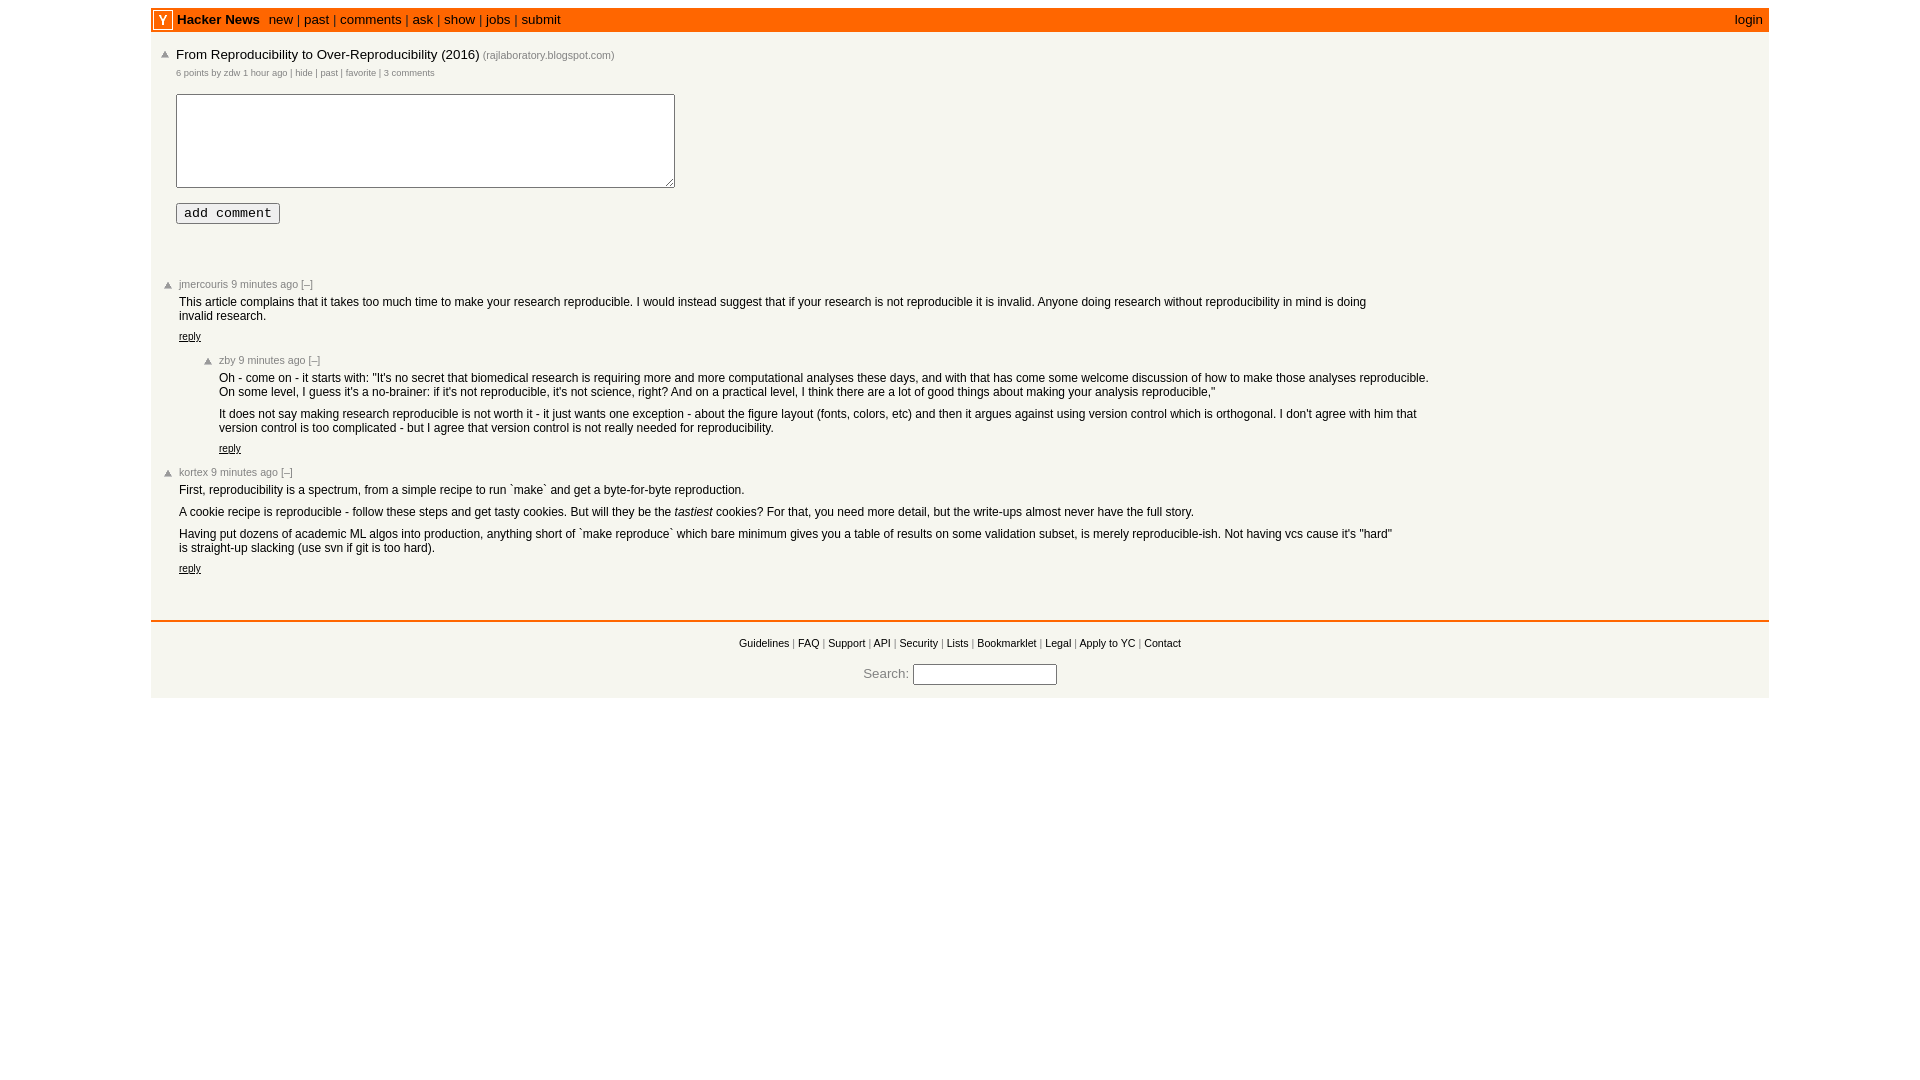 Y Hacker News new | past | comments | ask | show | jobs | submit login
From Reproducibility to Over-Reproducibility (2016) (rajlaboratory.blogspot.com)
6 points by zdw 1 hour ago | hide | past | favorite | 3 comments
add comment
jmercouris 9 minutes ago [–]
This article complains that it takes too much time to make your research reproducible. I would instead suggest that if your research is not reproducible it is invalid. Anyone doing research without reproducibility in mind is doing
invalid research.
reply
zby 9 minutes ago [–]
Oh - come on - it starts with: "It's no secret that biomedical research is requiring more and more computational analyses these days, and with that has come some welcome discussion of how to make those analyses reproducible.
On some level, I guess it's a no-brainer: if it's not reproducible, it's not science, right? And on a practical level, I think there are a lot of good things about making your analysis reproducible,"
It does not say making research reproducible is not worth it - it just wants one exception - about the figure layout (fonts, colors, etc) and then it argues against using version control which is orthogonal. I don't agree with him that
version control is too complicated - but I agree that version control is not really needed for reproducibility.
reply
kortex 9 minutes ago [–]
First, reproducibility is a spectrum, from a simple recipe to run `make` and get a byte-for-byte reproduction.
A cookie recipe is reproducible - follow these steps and get tasty cookies. But will they be the tastiest cookies? For that, you need more detail, but the write-ups almost never have the full story.
Having put dozens of academic ML algos into production, anything short of `make reproduce` which bare minimum gives you a table of results on some validation subset, is merely reproducible-ish. Not having vcs cause it's "hard"
is straight-up slacking (use svn if git is too hard).
reply
Guidelines | FAQ | Support | API | Security | Lists | Bookmarklet | Legal | Apply to YC | Contact
Search: